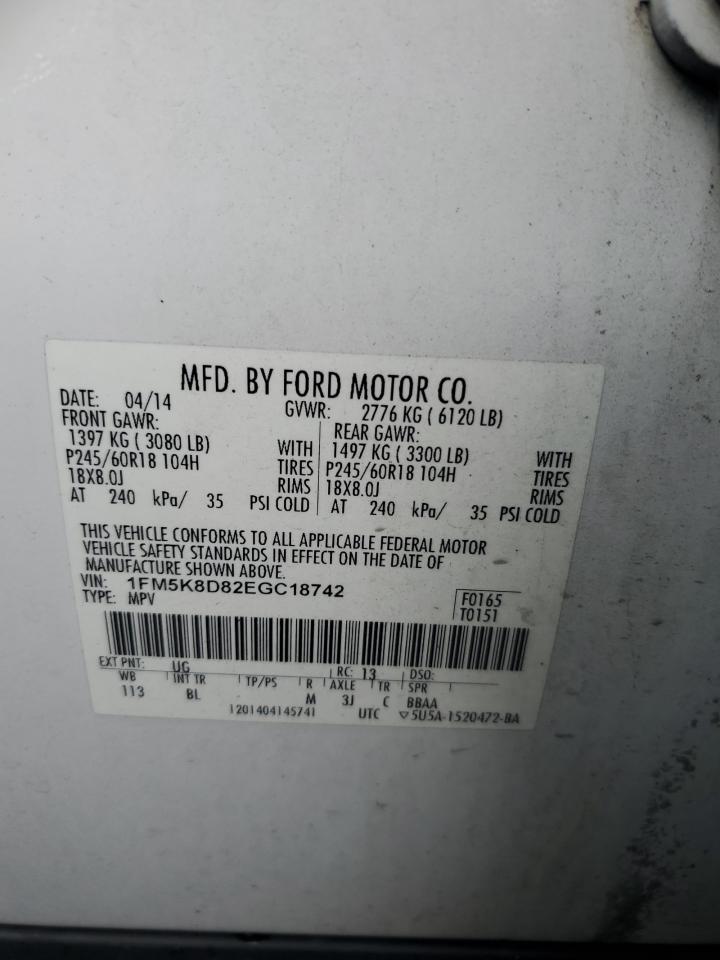 MFD. BY FORD MOTOR CO.
DATE: 04/14 GVWR: 2776 KG ( 6120 LB)
FRONT GAWR: REAR GAWR:
1397 KG ( 3080 LB) WITH 1497 KG ( 3300 LB) WITH
P245/60R18 104H TIRES P245/60R18 104H TIRES
18X8.0J RIMS 18X8.0J RIMS
AT 240 kPa/ 35 PSI COLD AT 240 kPa/ 35 PSI COLD
THIS VEHICLE CONFORMS TO ALL APPLICABLE FEDERAL MOTOR
VEHICLE SAFETY STANDARDS IN EFFECT ON THE DATE OF
MANUFACTURE SHOWN ABOVE.
VIN: 1FM5K8D82EGC18742
TYPE: MPV
F0165
T0151
EXT PNT: UG RC: 13 DSO:
WB INT TR TP/PS R AXLE TR SPR
113 BL M 3J C BBAA
1201404145741 UTC ▽5U5A-1520472-BA